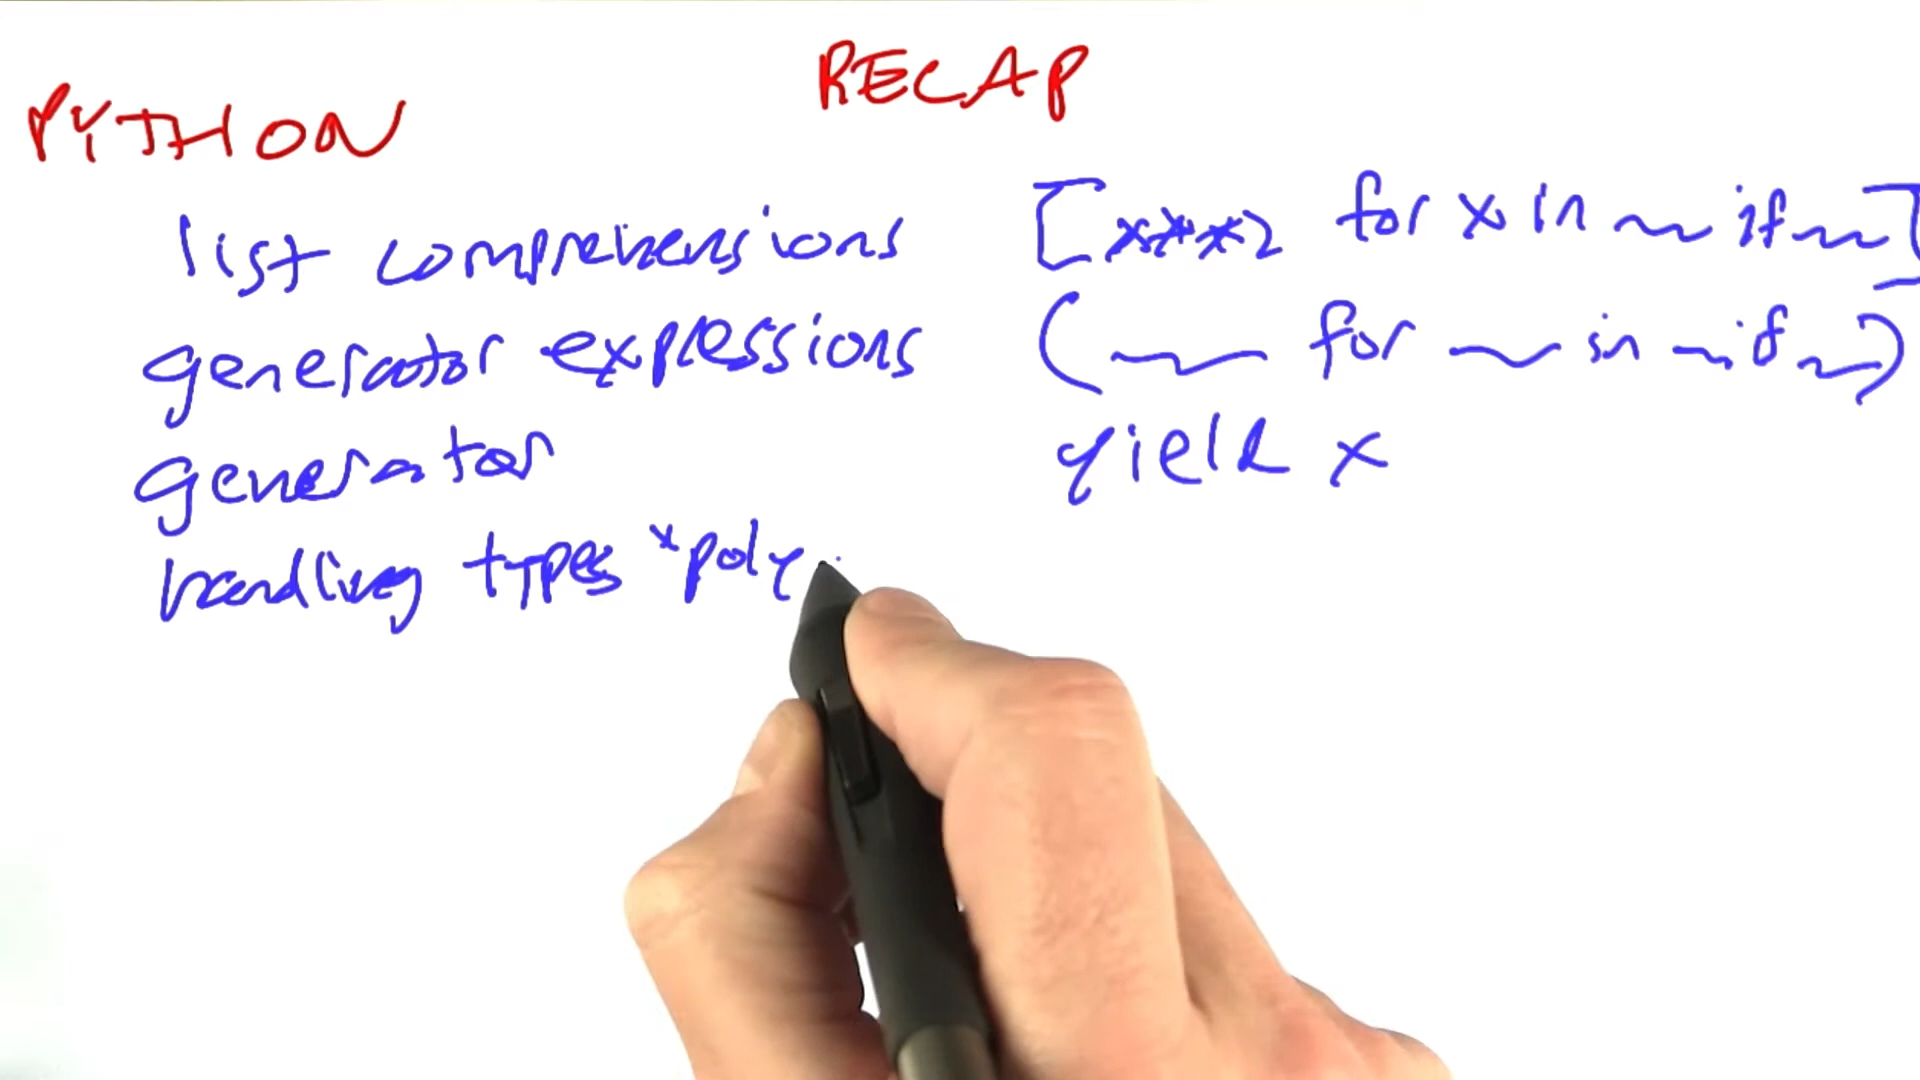 RECAP
PYTHON
list comprehensions [x**2 for x in ~~ if ~~]
generator expressions (~~ for ~~ in ~~ if ~~)
generator yield x
handling types *poly